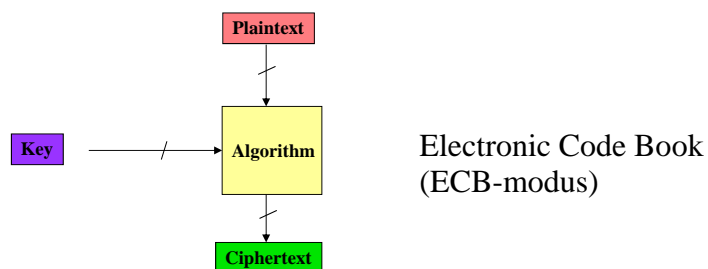 Plaintext
Key
Algorithm
Electronic Code Book
(ECB-modus)
Ciphertext